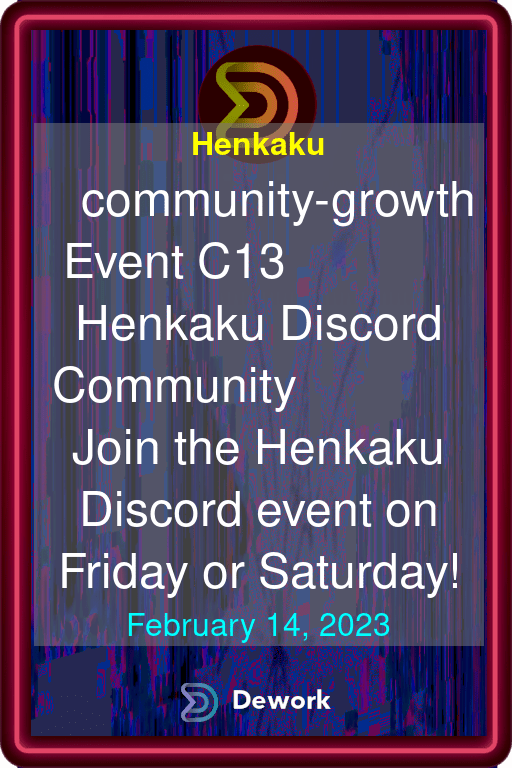 Henkaku
community-growth
Event C13
Henkaku Discord
Community
Join the Henkaku
Discord event on
Friday or Saturday!
February 14, 2023
Dework